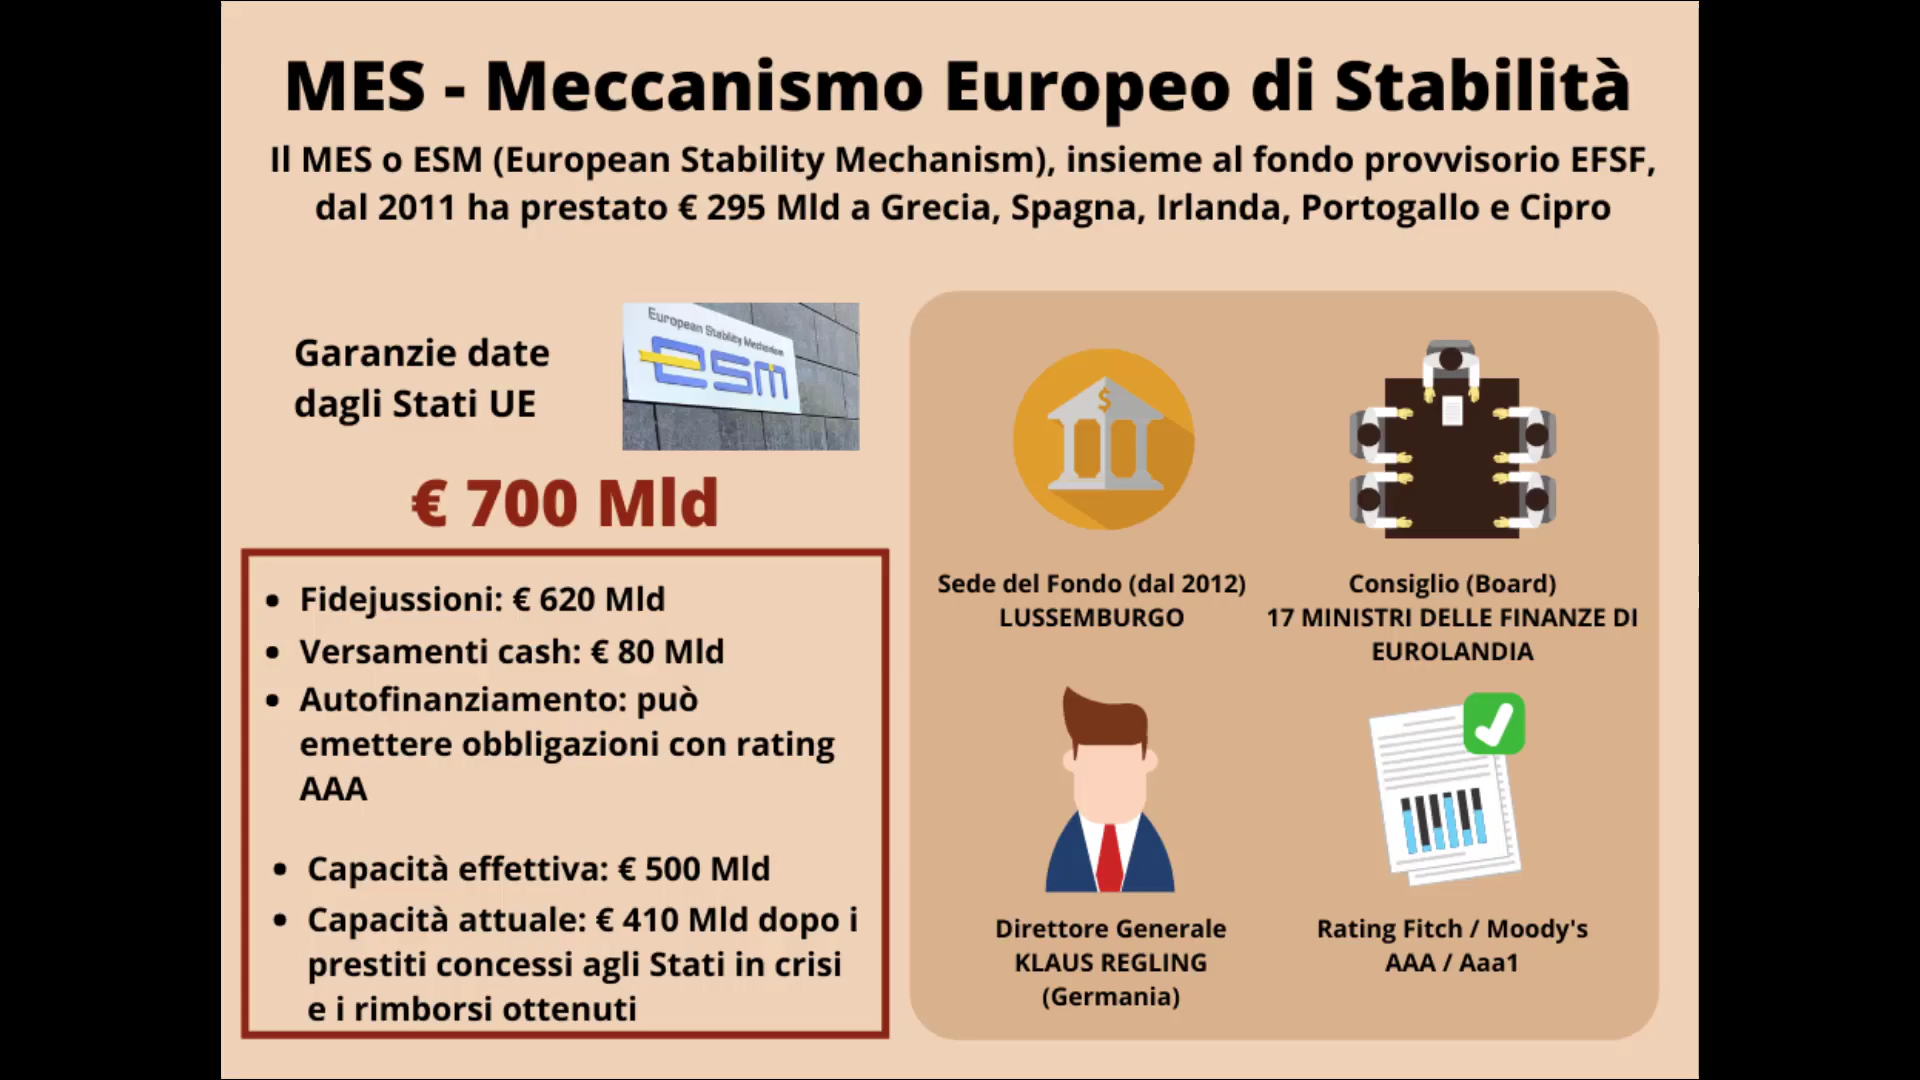 MES - Meccanismo Europeo di Stabilità
Il MES o ESM (European Stability Mechanism), insieme al fondo provvisorio EFSF,
dal 2011 ha prestato € 295 Mld a Grecia, Spagna, Irlanda, Portogallo e Cipro
Garanzie date
dagli Stati UE
European Stability Mechanism
esm
€ 700 Mld
• Fidejussioni: € 620 Mld
• Versamenti cash: € 80 Mld
• Autofinanziamento: può
emettere obbligazioni con rating
AAA
• Capacità effettiva: € 500 Mld
• Capacità attuale: € 410 Mld dopo i
prestiti concessi agli Stati in crisi
e i rimborsi ottenuti
$
Sede del Fondo (dal 2012)
LUSSEMBURGO
Consiglio (Board)
17 MINISTRI DELLE FINANZE DI
EUROLANDIA
Direttore Generale
KLAUS REGLING
(Germania)
Rating Fitch / Moody's
AAA / Aaa1